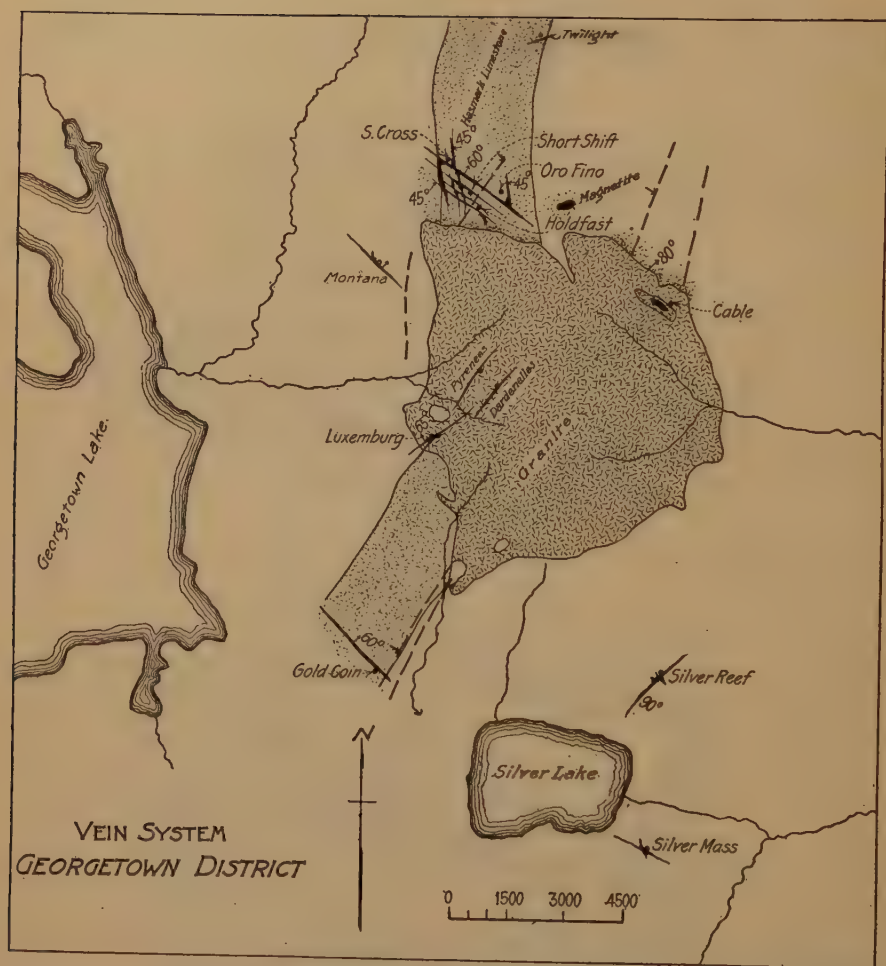 Twilight
Hasmark Limestone
S. Cross
45°
60°
Short Shift
Oro Fino
45°
45°
Magnetite
Holdfast
80°
Montana
Cable
Pyrenees
Dardenelles
Luxemburg
Granite
Georgetown Lake.
60°
Gold Coin
Silver Reef
90°
N
Silver Lake
VEIN SYSTEM
GEORGETOWN DISTRICT
Silver Mass
0 1500 3000 4500